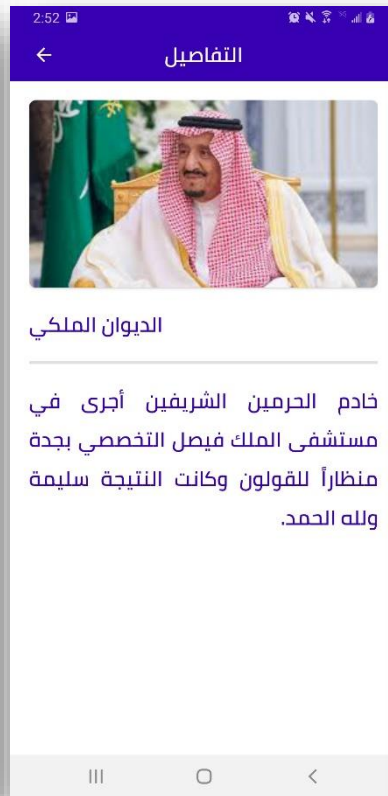 2:52
التفاصيل
الديوان الملكي
خادم الحرمين الشريفين أجرى في
مستشفى الملك فيصل التخصصي بجدة
منظاراً للقولون وكانت النتيجة سليمة
ولله الحمد.